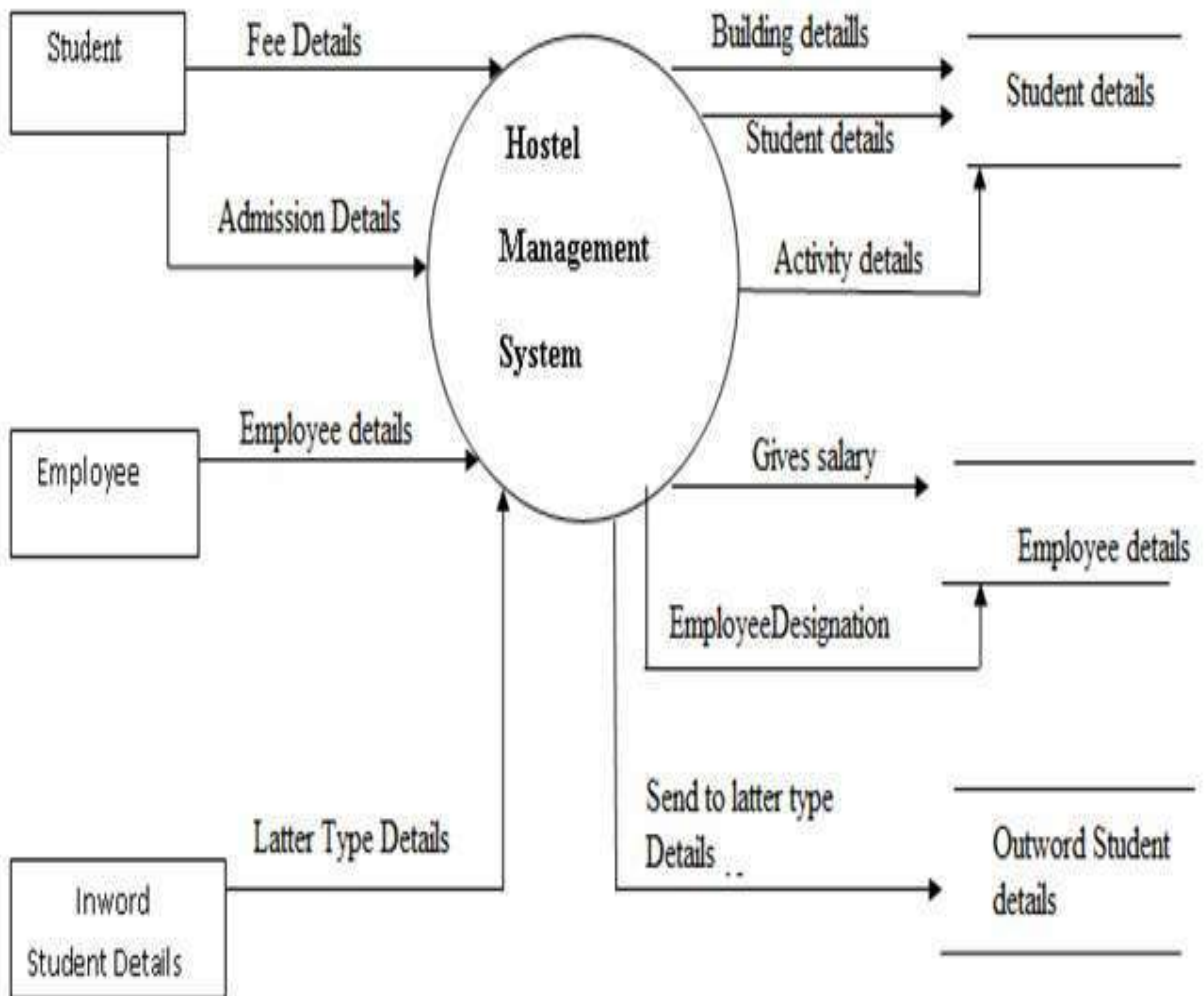 Student
Fee Details
Building detaills
Student details
Student details
Hostel
Management
System
Admission Details
Activity details
Employee
Employee details
Gives salary
Employee details
EmployeeDesignation
Send to latter type
Details
Latter Type Details
Outword Student
details
Inword
Student Details